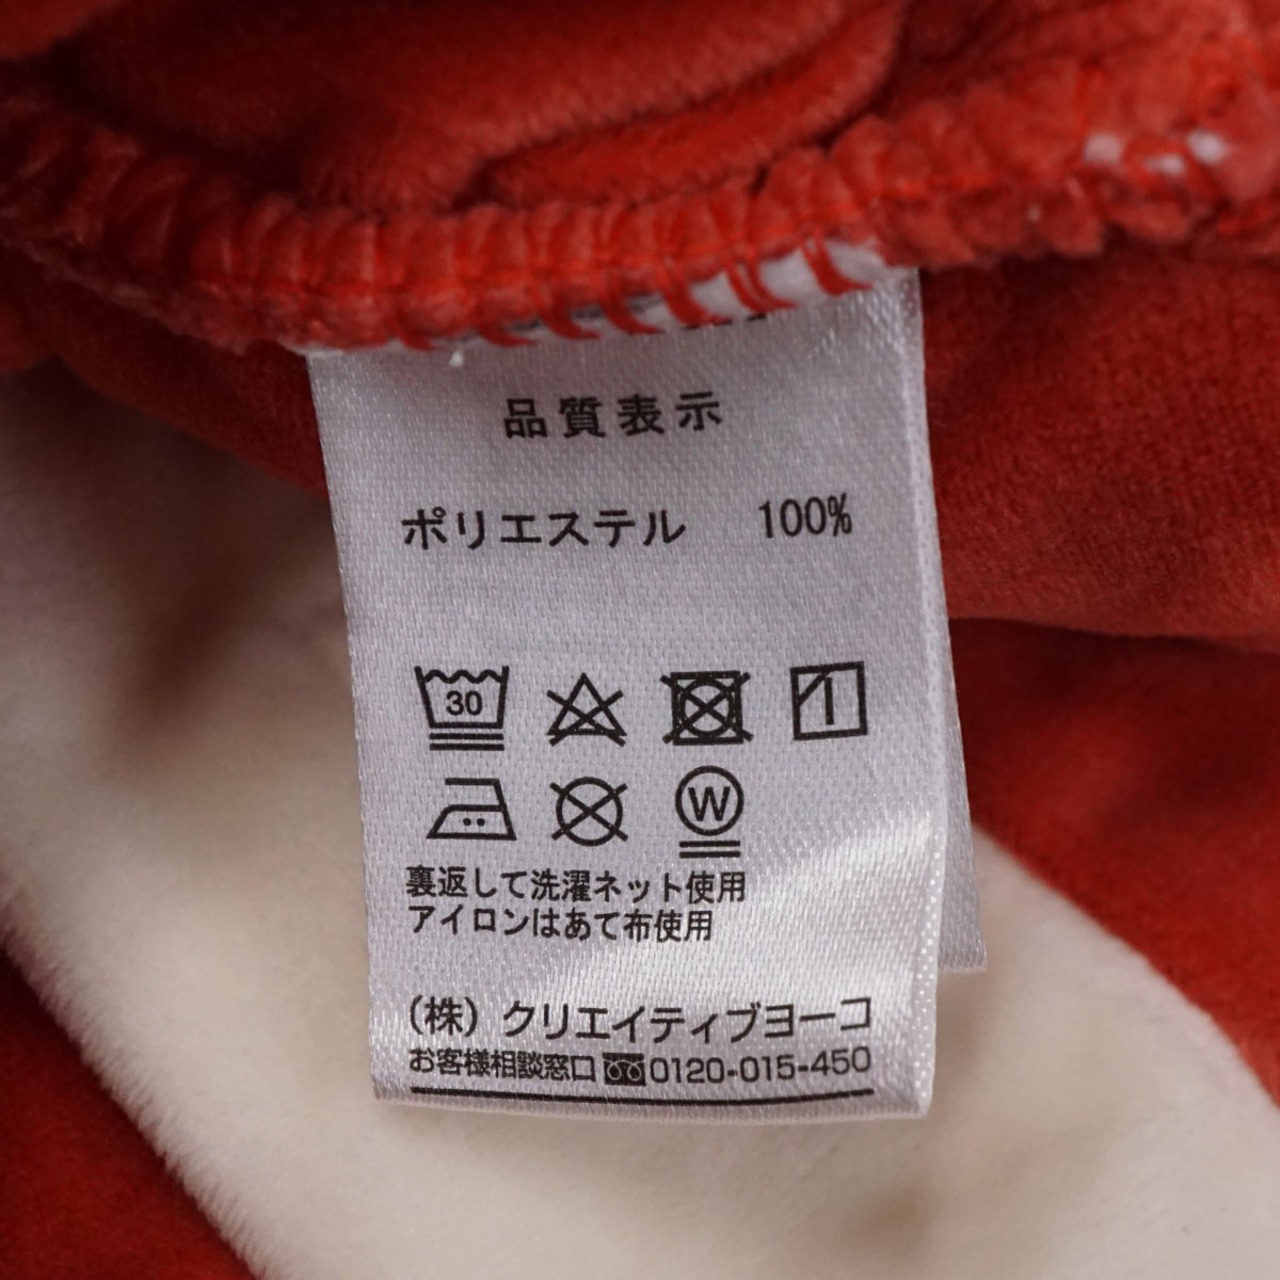 品質表示
ポリエステル 100%
30
W
裏返して洗濯ネット使用
アイロンはあて布使用
(株) クリエイティブヨーコ
お客様相談窓口 0120-015-450